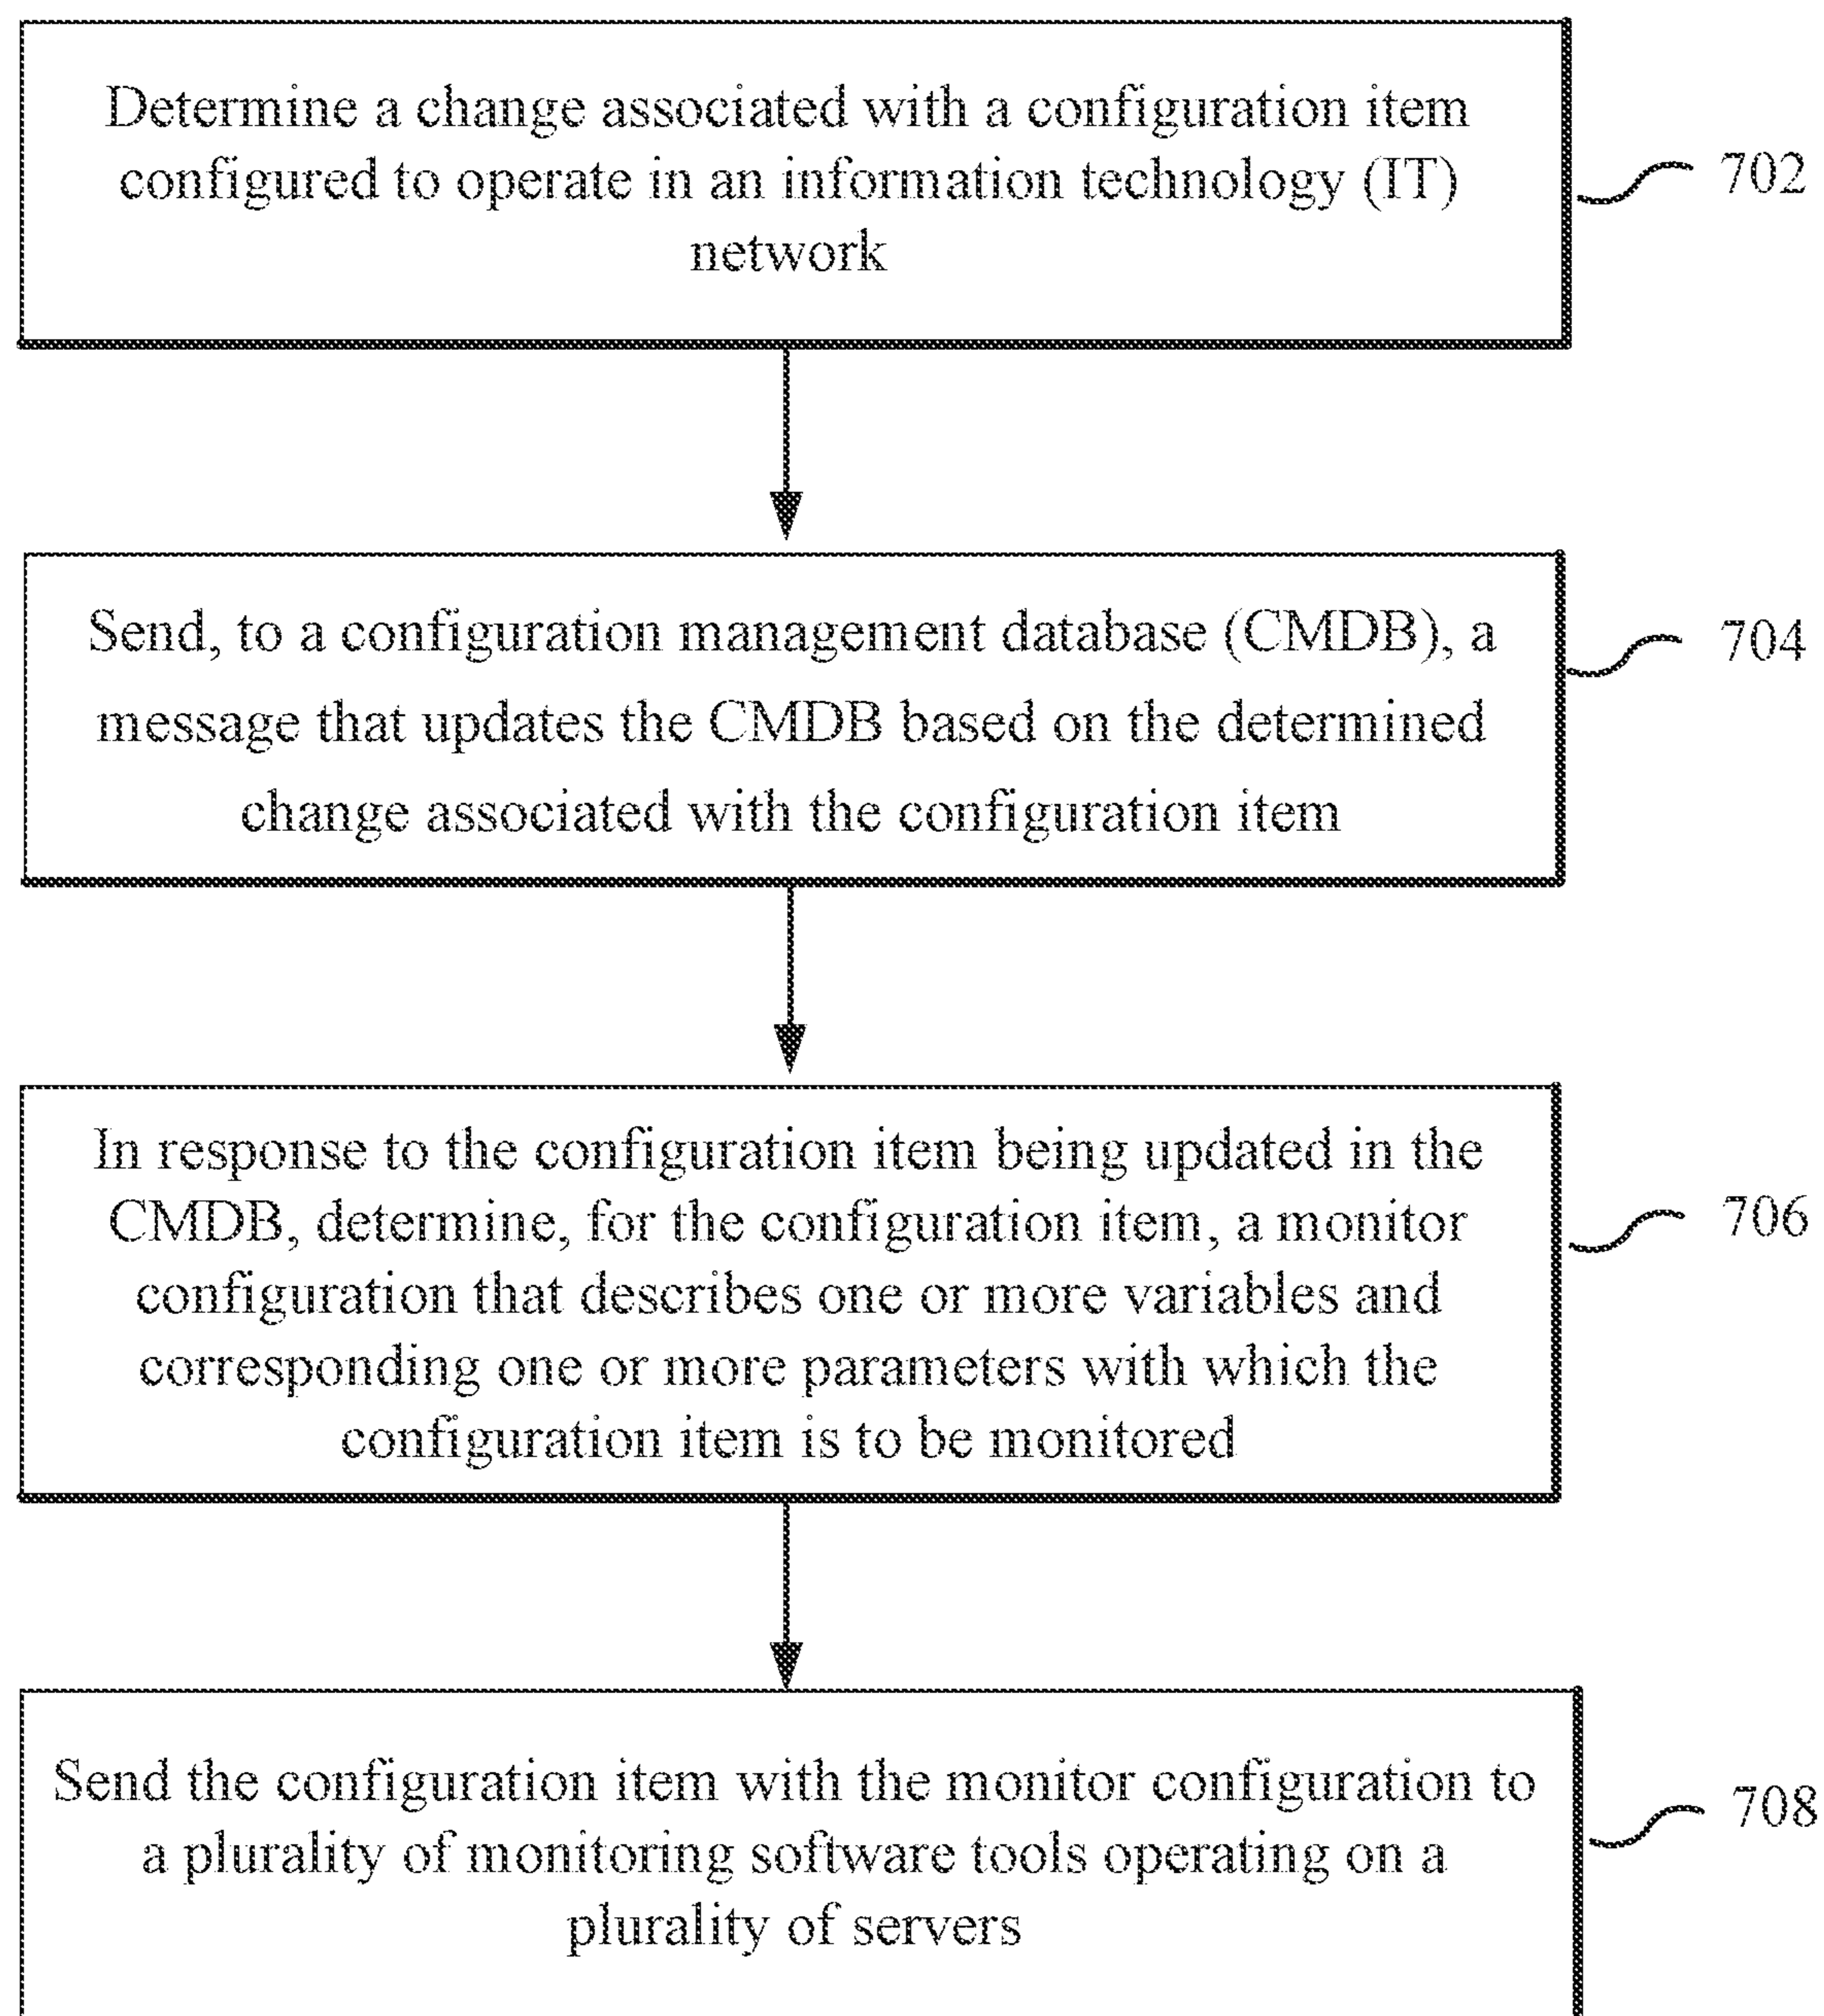 Determine a change associated with a configuration item
configured to operate in an information technology (IT)
network
702
Send, to a configuration management database (CMDB), a
message that updates the CMDB based on the determined
change associated with the configuration item
704
In response to the configuration item being updated in the
CMDB, determine, for the configuration item, a monitor
configuration that describes one or more variables and
corresponding one or more parameters with which the
configuration item is to be monitored
706
Send the configuration item with the monitor configuration to
a plurality of monitoring software tools operating on a
plurality of servers
708